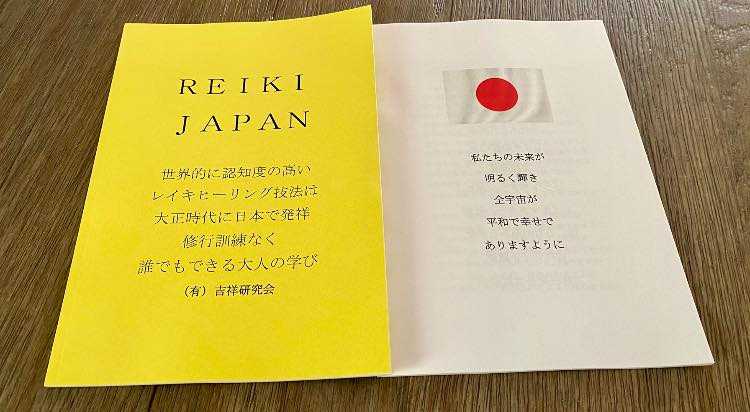 REIKI
JAPAN
世界的に認知度の高い
レイキヒーリング技法は
大正時代に日本で発祥
修行訓練なく
誰でもできる大人の学び
（有）吉祥研究会
私たちの未来が
明るく輝き
全宇宙が
平和で幸せで
ありますように